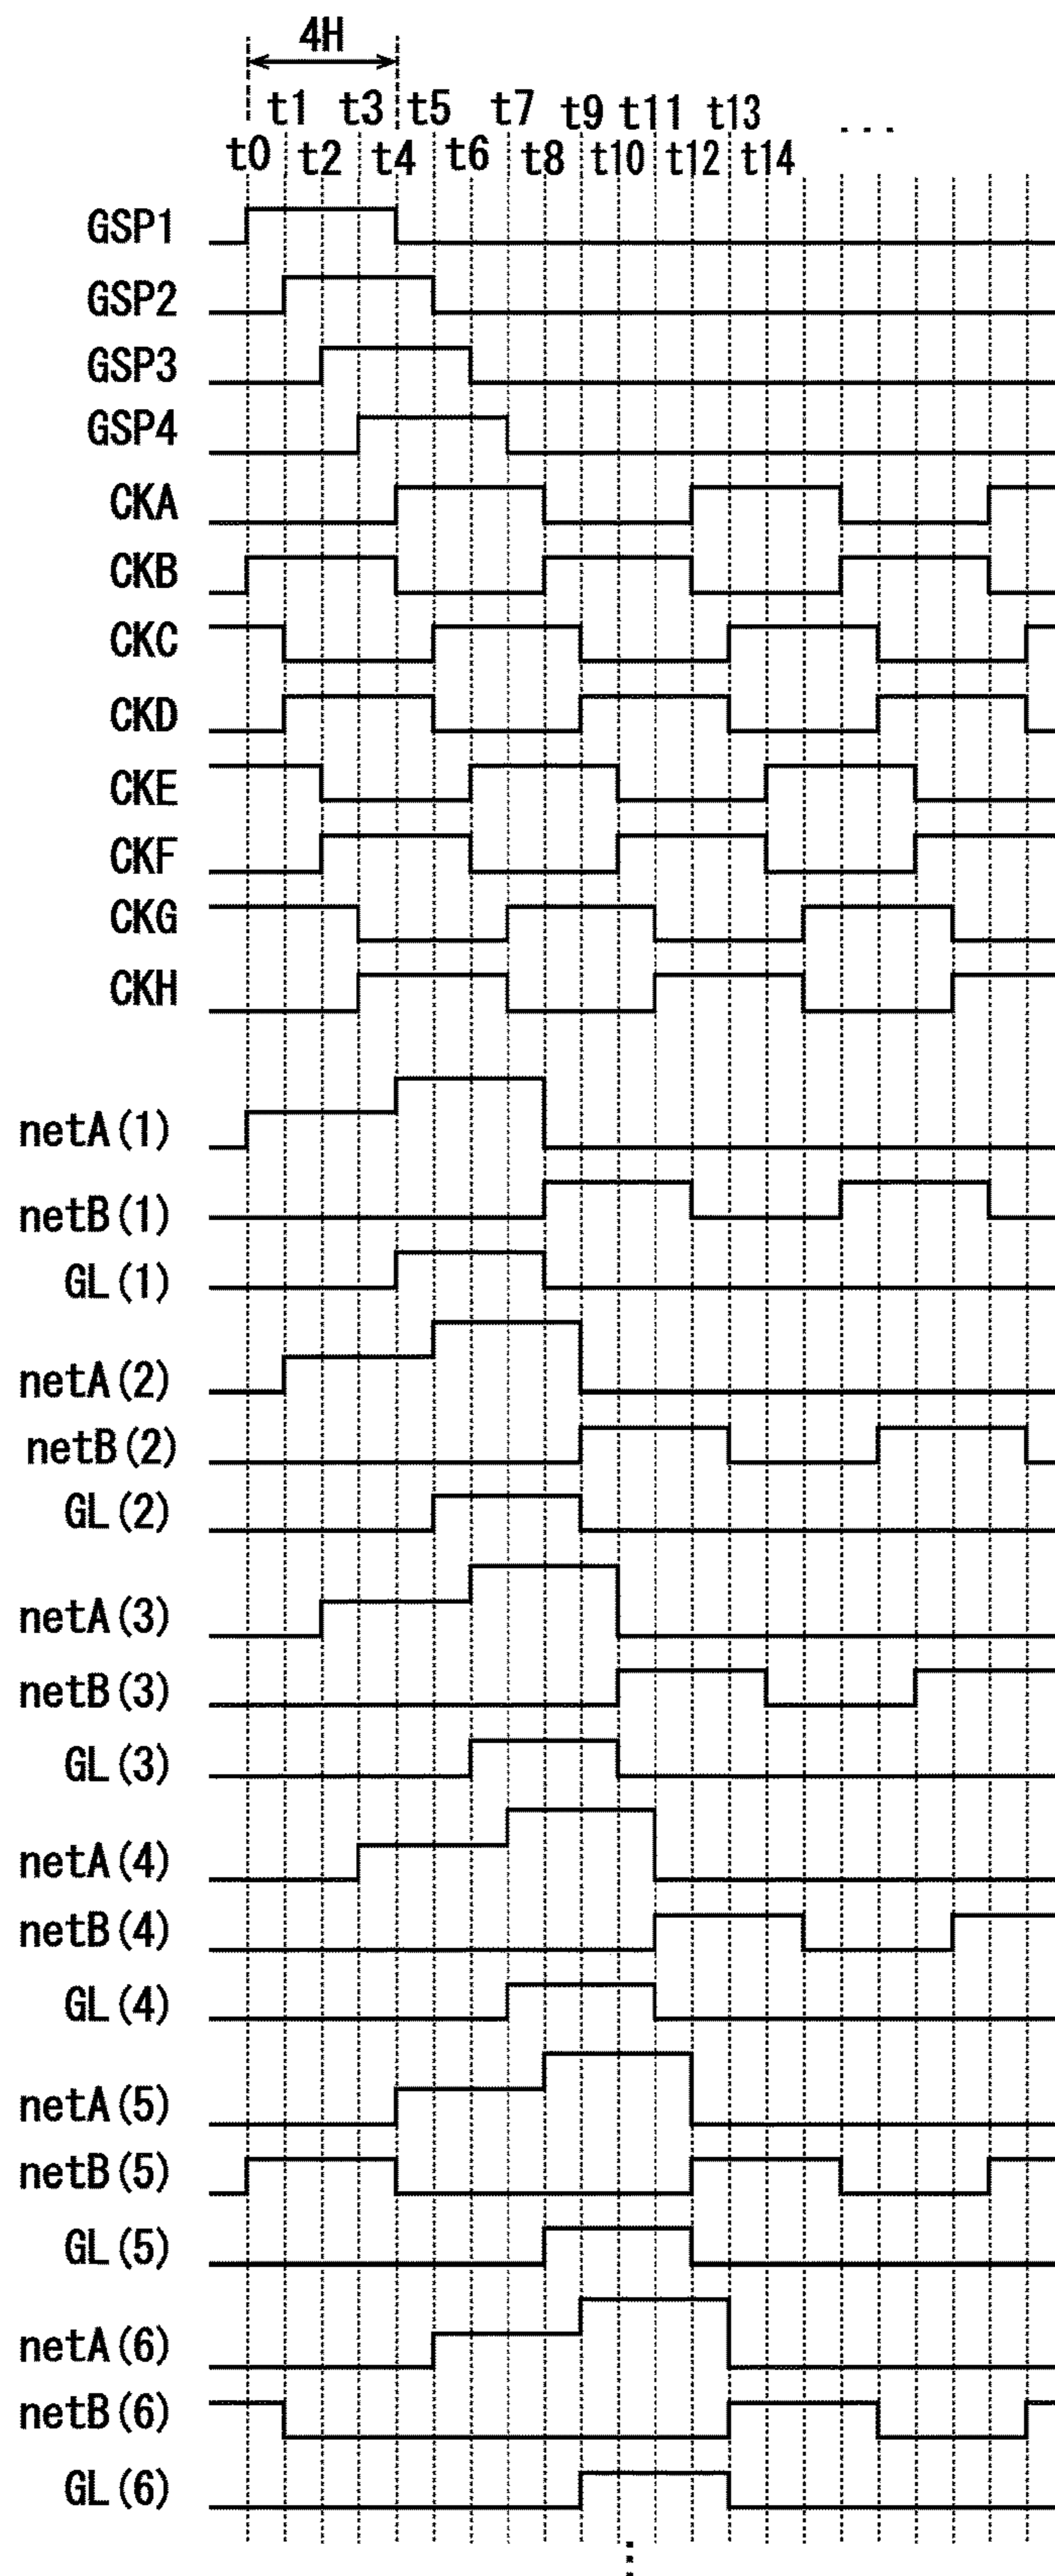 4H
t1 t3 t5 t7 t9 t11 t13 ...
t0 t2 t4 t6 t8 t10 t12 t14
GSP1
GSP2
GSP3
GSP4
CKA
CKB
CKC
CKD
CKE
CKF
CKG
CKH
netA(1)
netB(1)
GL(1)
netA(2)
netB(2)
GL(2)
netA(3)
netB(3)
GL(3)
netA(4)
netB(4)
GL(4)
netA(5)
netB(5)
GL(5)
netA(6)
netB(6)
GL(6)